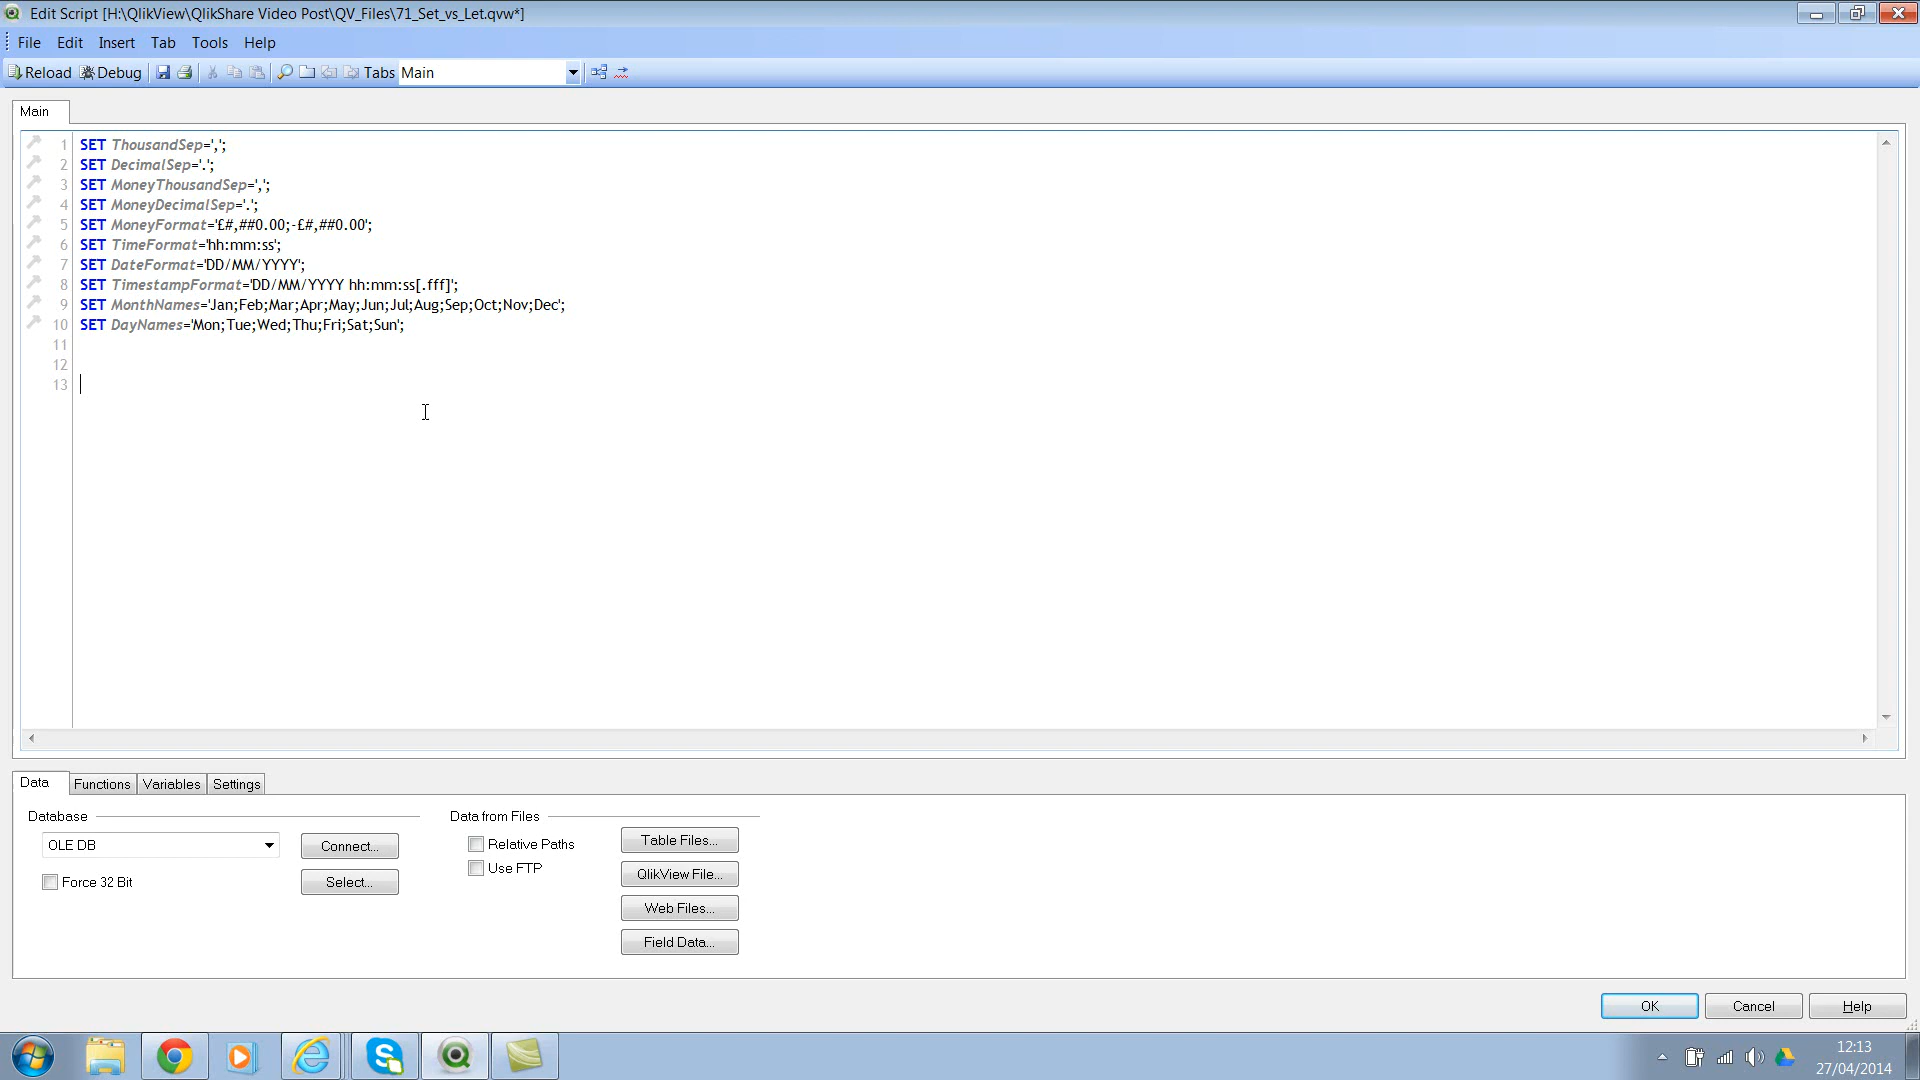 Edit Script [H:\QlikView\QlikShare Video Post\QV_Files\71_Set_vs_Let.qvw*]
File Edit Insert Tab Tools Help
Reload Debug Tabs Main
Main
1 SET ThousandSep=',';
2 SET DecimalSep='.';
3 SET MoneyThousandSep=',';
4 SET MoneyDecimalSep='.';
5 SET MoneyFormat='£#,##0.00;-£#,##0.00';
6 SET TimeFormat='hh:mm:ss';
7 SET DateFormat='DD/MM/YYYY';
8 SET TimestampFormat='DD/MM/YYYY hh:mm:ss[.fff]';
9 SET MonthNames='Jan;Feb;Mar;Apr;May;Jun;Jul;Aug;Sep;Oct;Nov;Dec';
10 SET DayNames='Mon;Tue;Wed;Thu;Fri;Sat;Sun';
11
12
13
Data Functions Variables Settings
Database Data from Files
OLE DB Connect... Relative Paths Table Files...
Use FTP QlikView File...
Force 32 Bit Select...
Web Files...
Field Data...
OK Cancel Help
12:13
27/04/2014